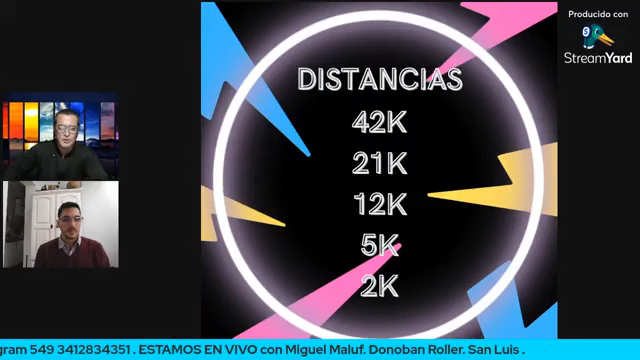 Producido con
StreamYard
DISTANCIAS
42K
21K
12K
5K
2K
gram 549 3412834351 . ESTAMOS EN VIVO con Miguel Maluf. Donoban Roller. San Luis .